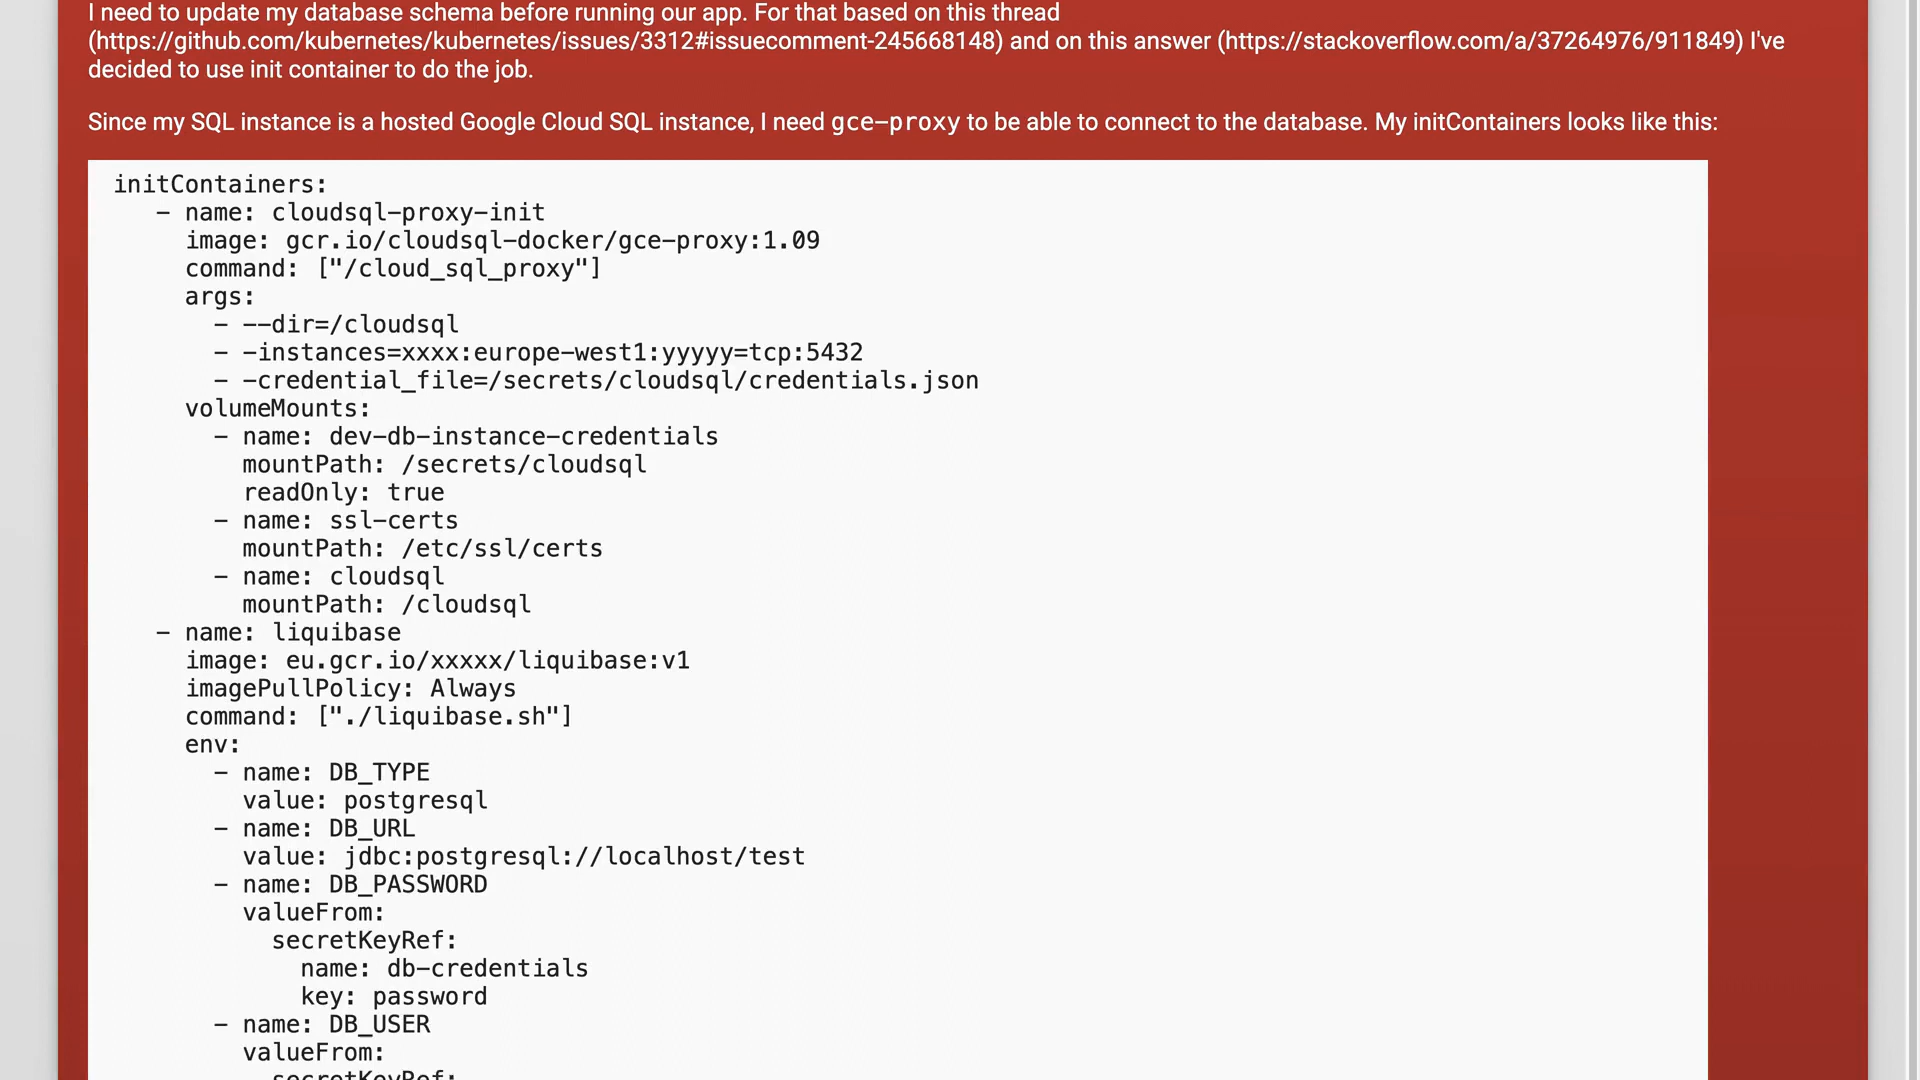 I need to update my database schema before running our app. For that based on this thread
(https://github.com/kubernetes/kubernetes/issues/3312#issuecomment-245668148) and on this answer (https://stackoverflow.com/a/37264976/911849) I've
decided to use init container to do the job.
Since my SQL instance is a hosted Google Cloud SQL instance, I need gce-proxy to be able to connect to the database. My initContainers looks like this:
initContainers:
- name: cloudsql-proxy-init
image: gcr.io/cloudsql-docker/gce-proxy:1.09
command: ["/cloud_sql_proxy"]
args:
- --dir=/cloudsql
- -instances=xxxx:europe-west1:yyyyy=tcp:5432
- -credential_file=/secrets/cloudsql/credentials.json
volumeMounts:
- name: dev-db-instance-credentials
mountPath: /secrets/cloudsql
readOnly: true
- name: ssl-certs
mountPath: /etc/ssl/certs
- name: cloudsql
mountPath: /cloudsql
- name: liquibase
image: eu.gcr.io/xxxxx/liquibase:v1
imagePullPolicy: Always
command: ["./liquibase.sh"]
env:
- name: DB_TYPE
value: postgresql
- name: DB_URL
value: jdbc:postgresql://localhost/test
- name: DB_PASSWORD
valueFrom:
secretKeyRef:
name: db-credentials
key: password
- name: DB_USER
valueFrom:
secretKeyRef: